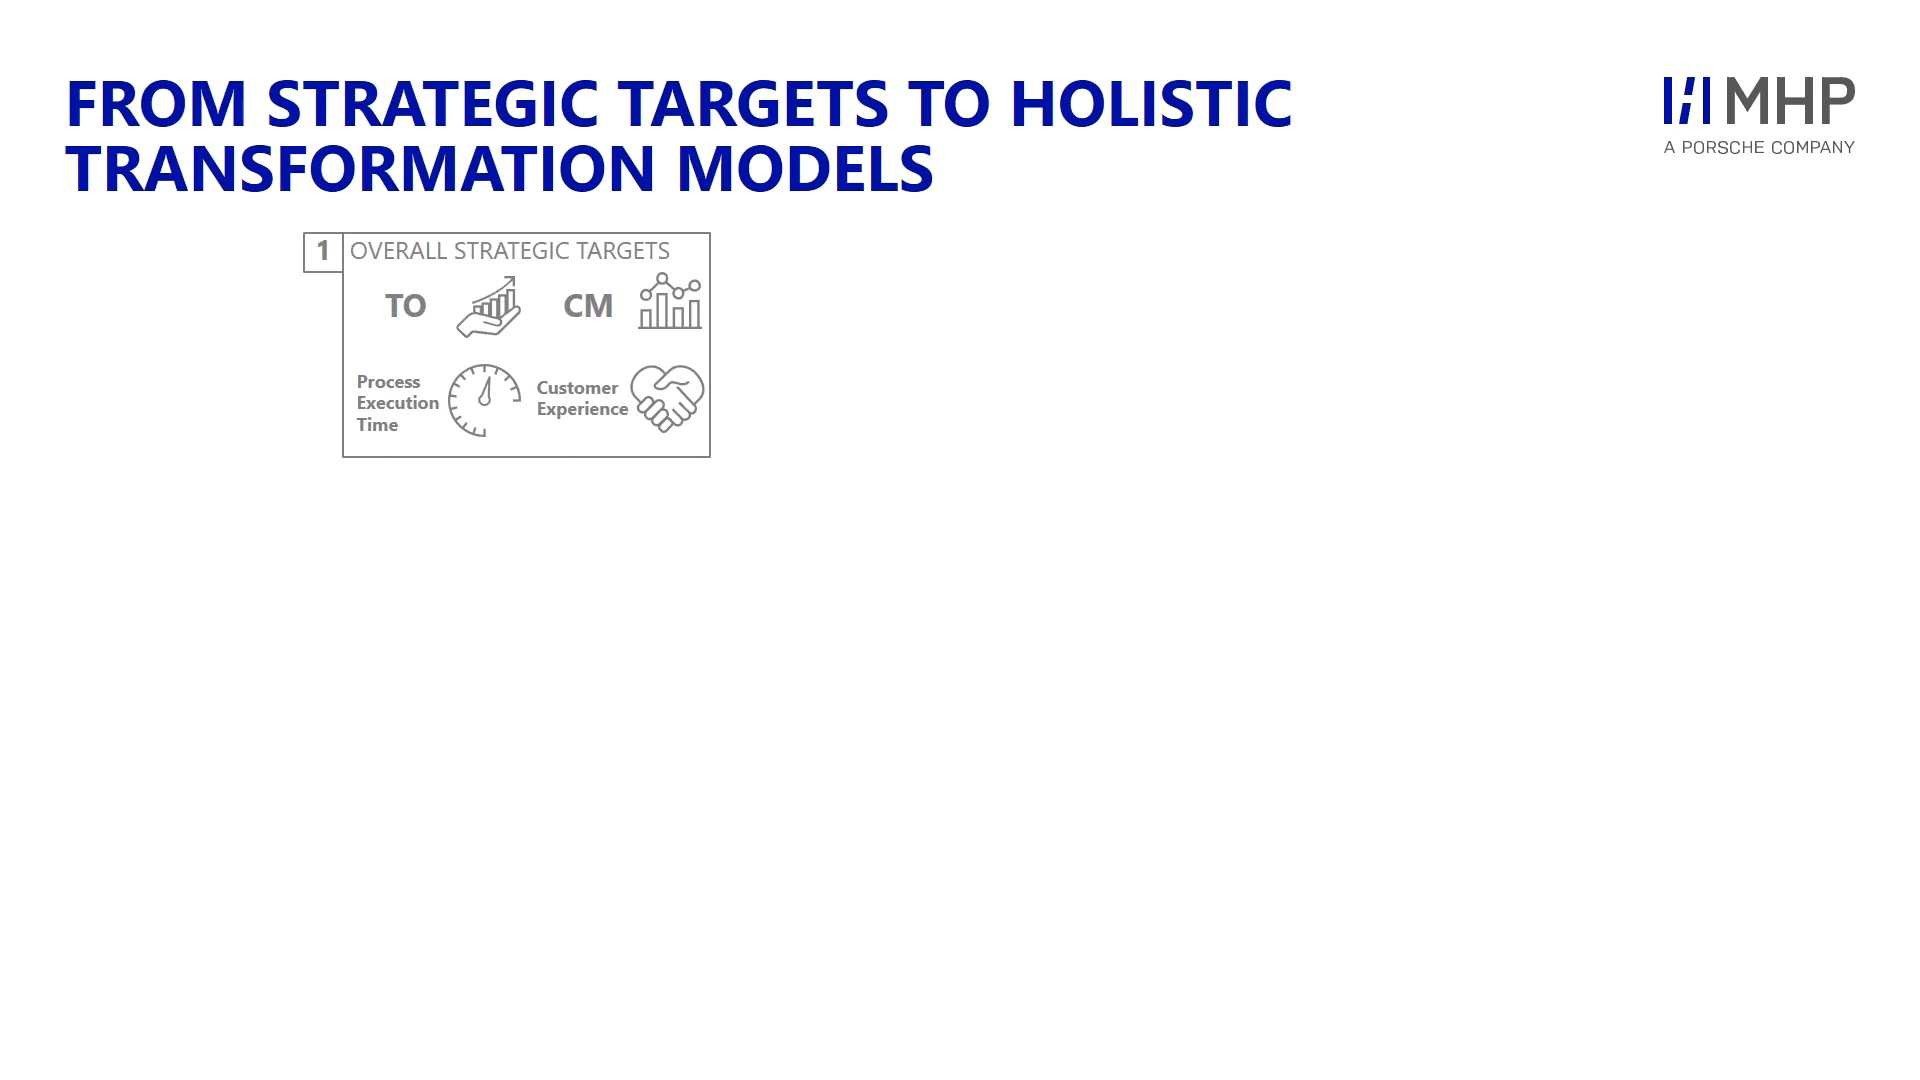 FROM STRATEGIC TARGETS TO HOLISTIC
TRANSFORMATION MODELS
MHP
A PORSCHE COMPANY
1 OVERALL STRATEGIC TARGETS
TO
CM
Process
Execution
Time
Customer
Experience